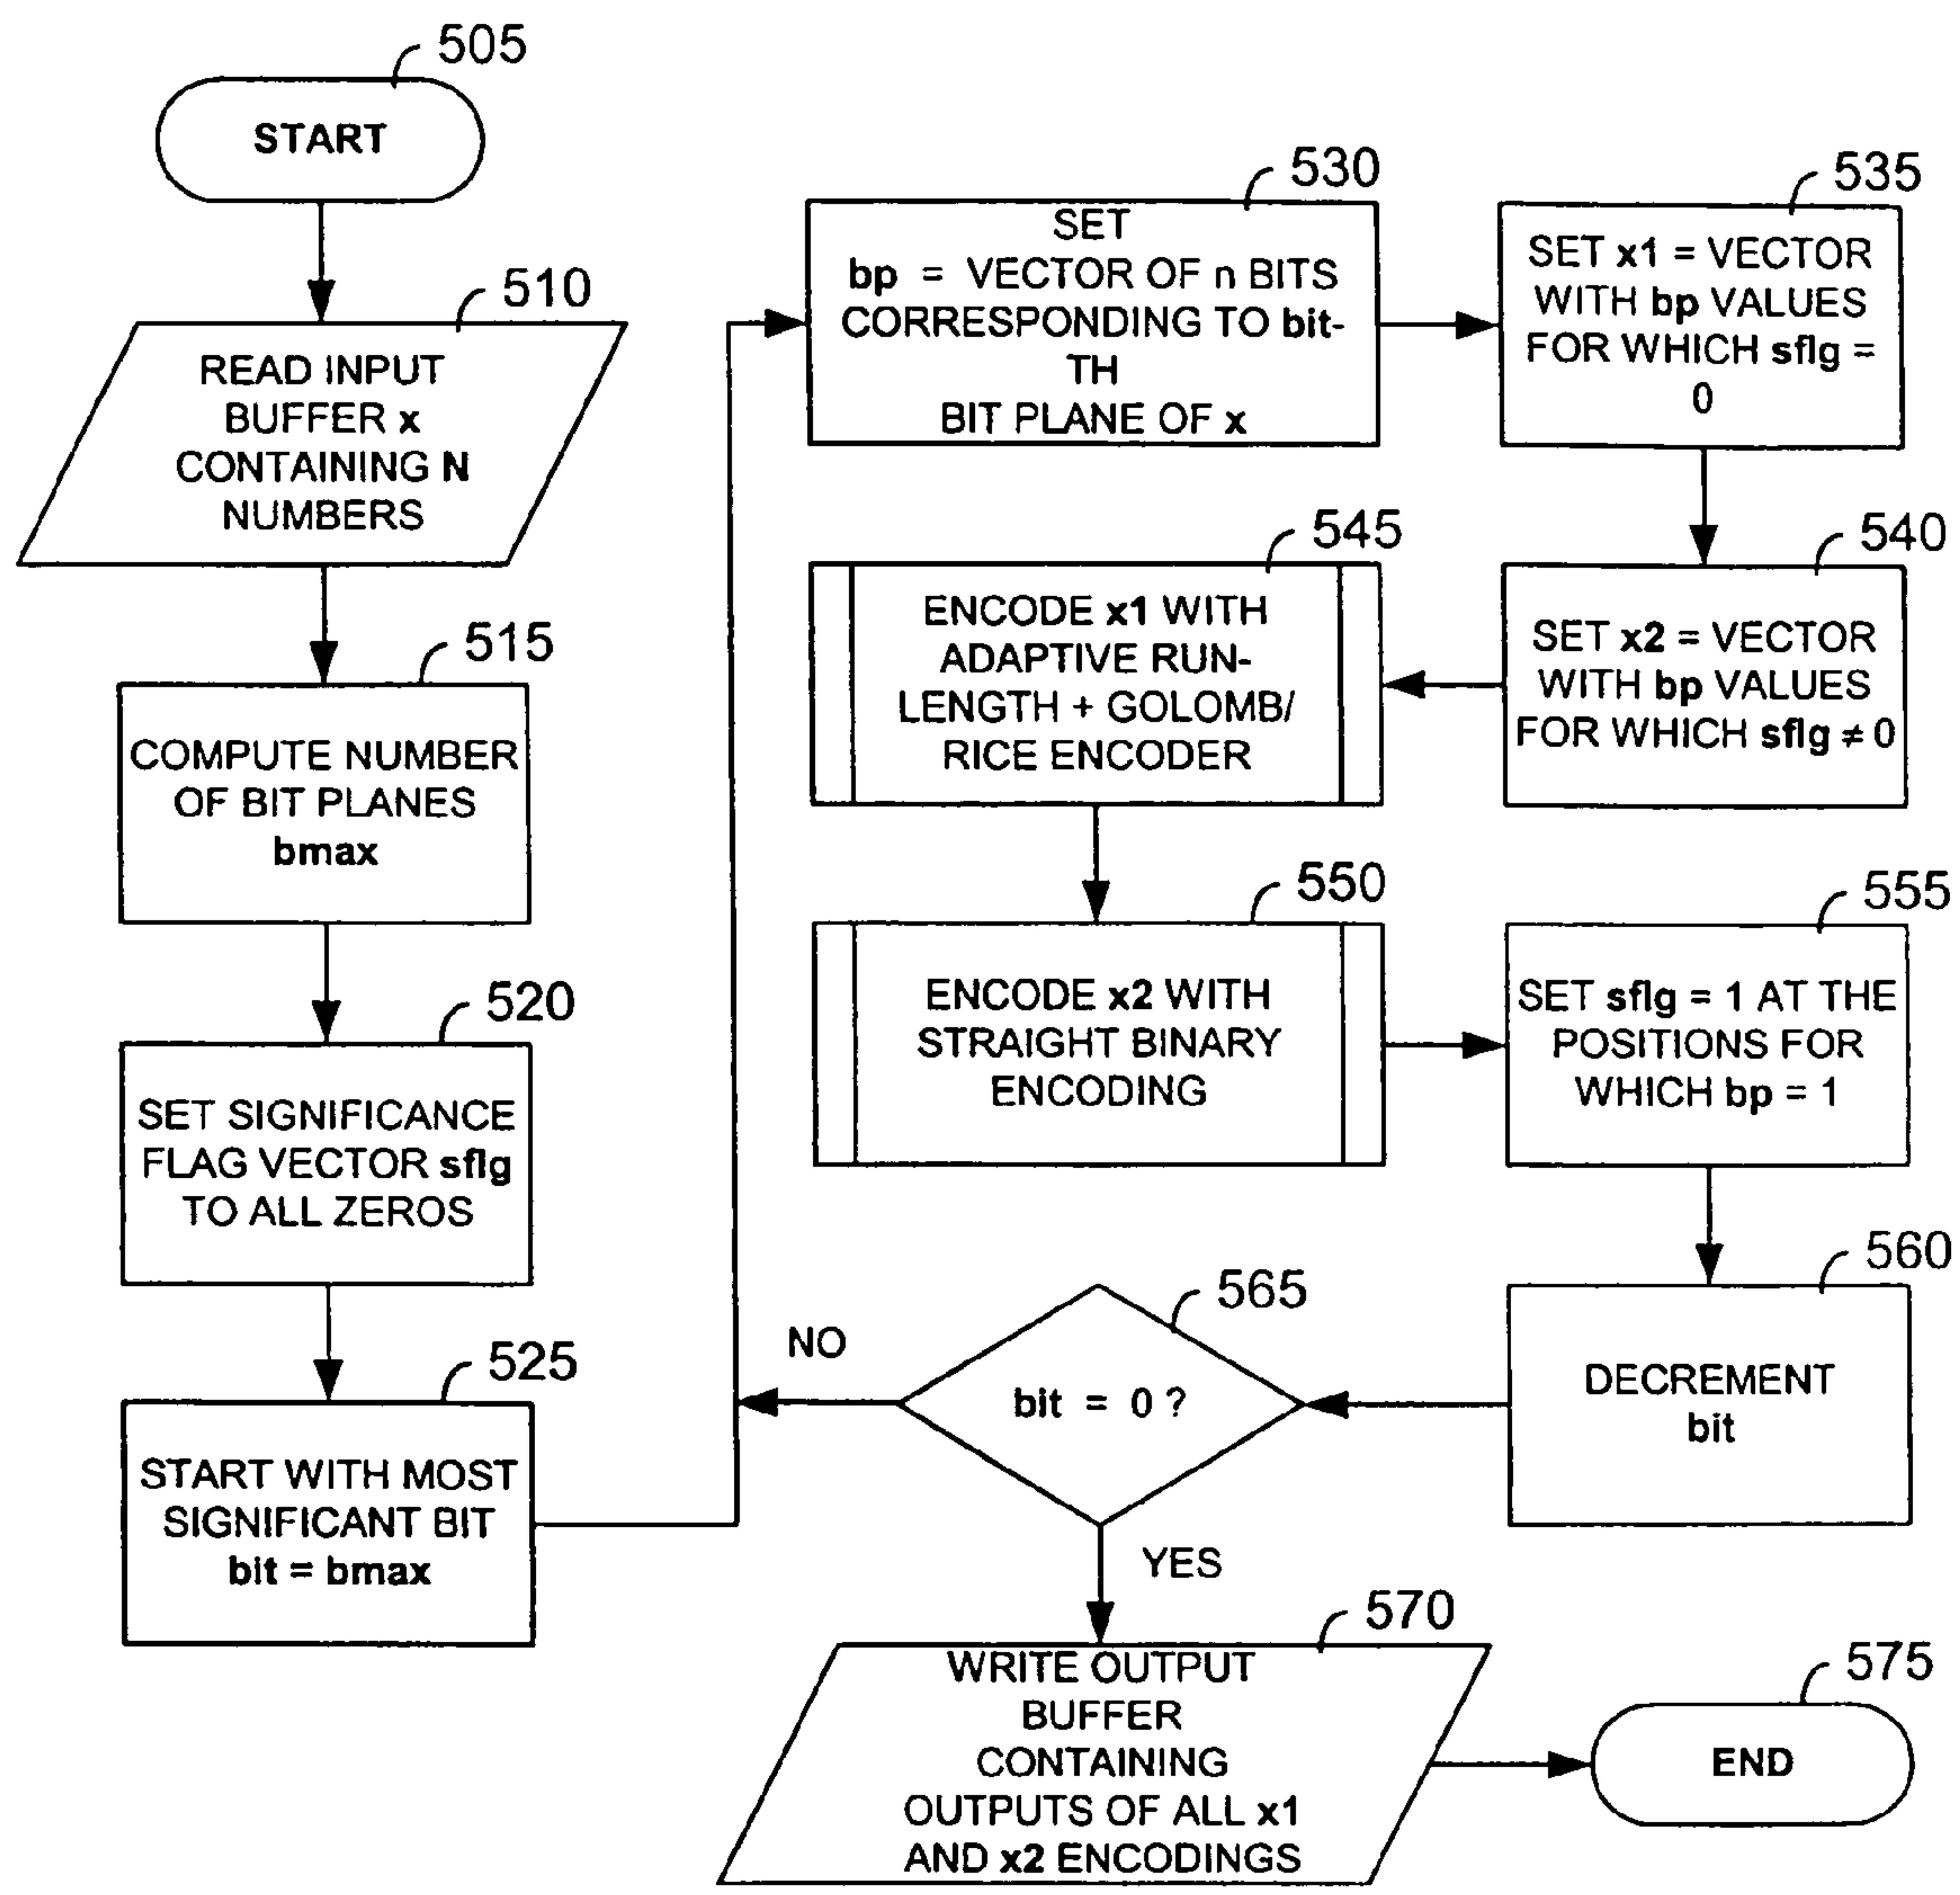 505
START
510
READ INPUT
BUFFER x
CONTAINING N
NUMBERS
515
COMPUTE NUMBER
OF BIT PLANES
bmax
520
SET SIGNIFICANCE
FLAG VECTOR sflg
TO ALL ZEROS
525
START WITH MOST
SIGNIFICANT BIT
bit = bmax
530
SET
bp = VECTOR OF n BITS
CORRESPONDING TO bit-
TH
BIT PLANE OF x
535
SET x1 = VECTOR
WITH bp VALUES
FOR WHICH sflg =
0
540
SET x2 = VECTOR
WITH bp VALUES
FOR WHICH sflg ≠ 0
545
ENCODE x1 WITH
ADAPTIVE RUN-
LENGTH + GOLOMB/
RICE ENCODER
550
ENCODE x2 WITH
STRAIGHT BINARY
ENCODING
555
SET sflg = 1 AT THE
POSITIONS FOR
WHICH bp = 1
560
DECREMENT
bit
565
bit = 0 ?
NO
YES
570
WRITE OUTPUT
BUFFER
CONTAINING
OUTPUTS OF ALL x1
AND x2 ENCODINGS
575
END